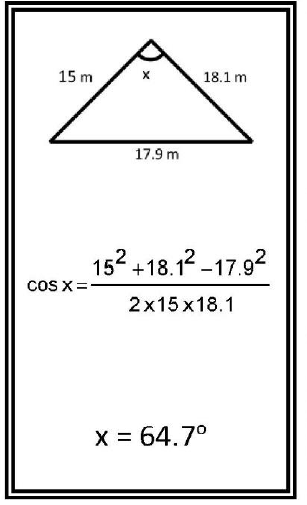 15 m
x
18.1 m
17.9 m
cos x = (15² + 18.1² − 17.9²) / (2 x 15 x 18.1)
x = 64.7°